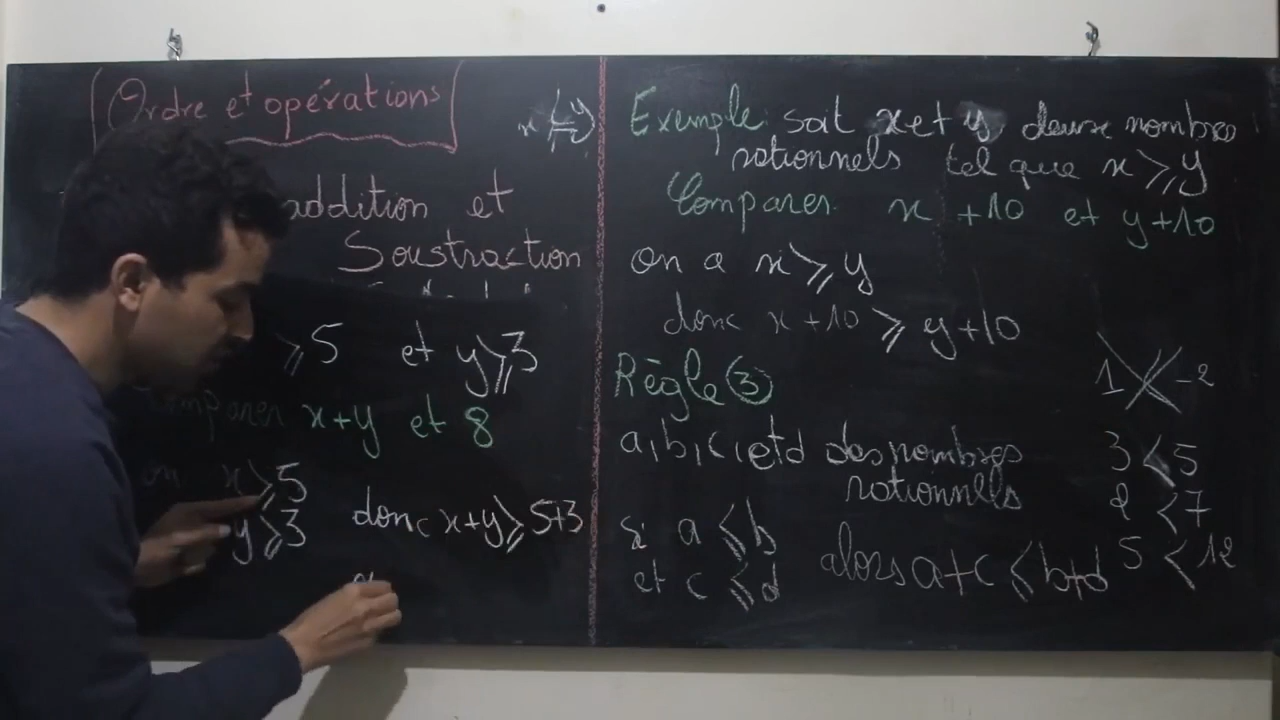 Ordre et opérations
x ≤ y
addition et
Soustraction
≥ 5 et y ≥ 3
comparer x+y et 8
on x ≥ 5
y ≥ 3 donc x+y ≥ 5+3
Exemple: soit x et y deux nombres
rationnels tel que x ≥ y
Comparer x +10 et y+10
on a x ≥ y
donc x+10 ≥ y+10
Règle ③
a, b, c, et d des nombres
rationnels
si a ≤ b
et c ≤ d alors a+c ≤ b+d
1 -2
3 < 5
2 < 7
5 < 12